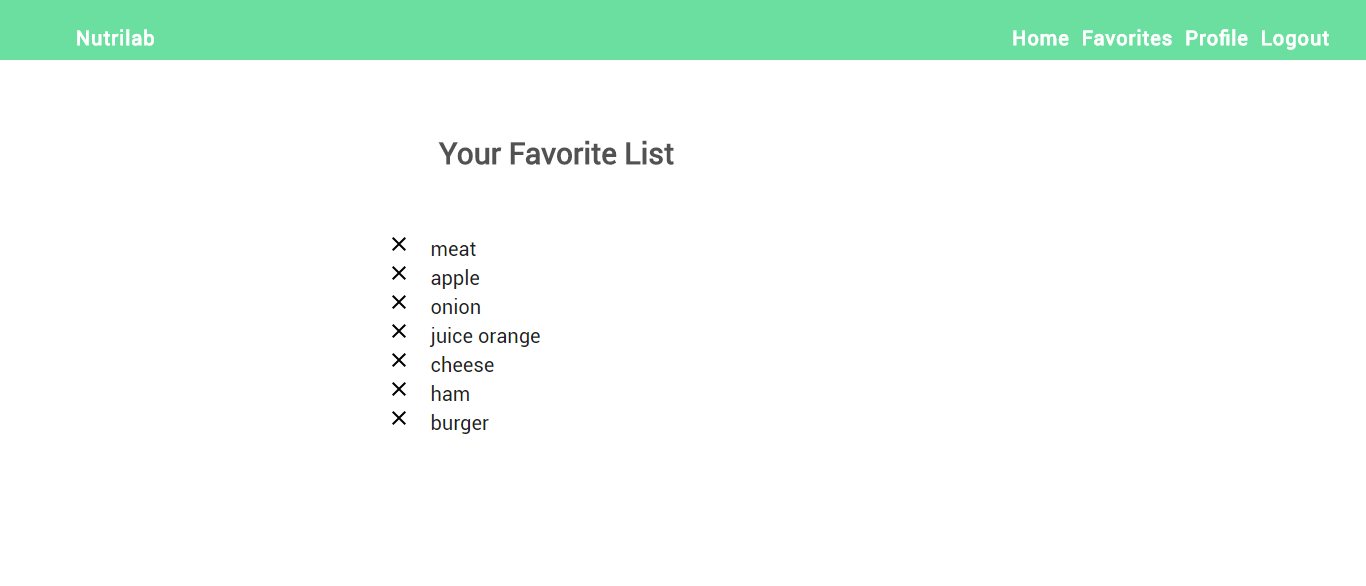 Nutrilab Home Favorites Profile Logout
Your Favorite List
meat
apple
onion
juice orange
cheese
ham
burger